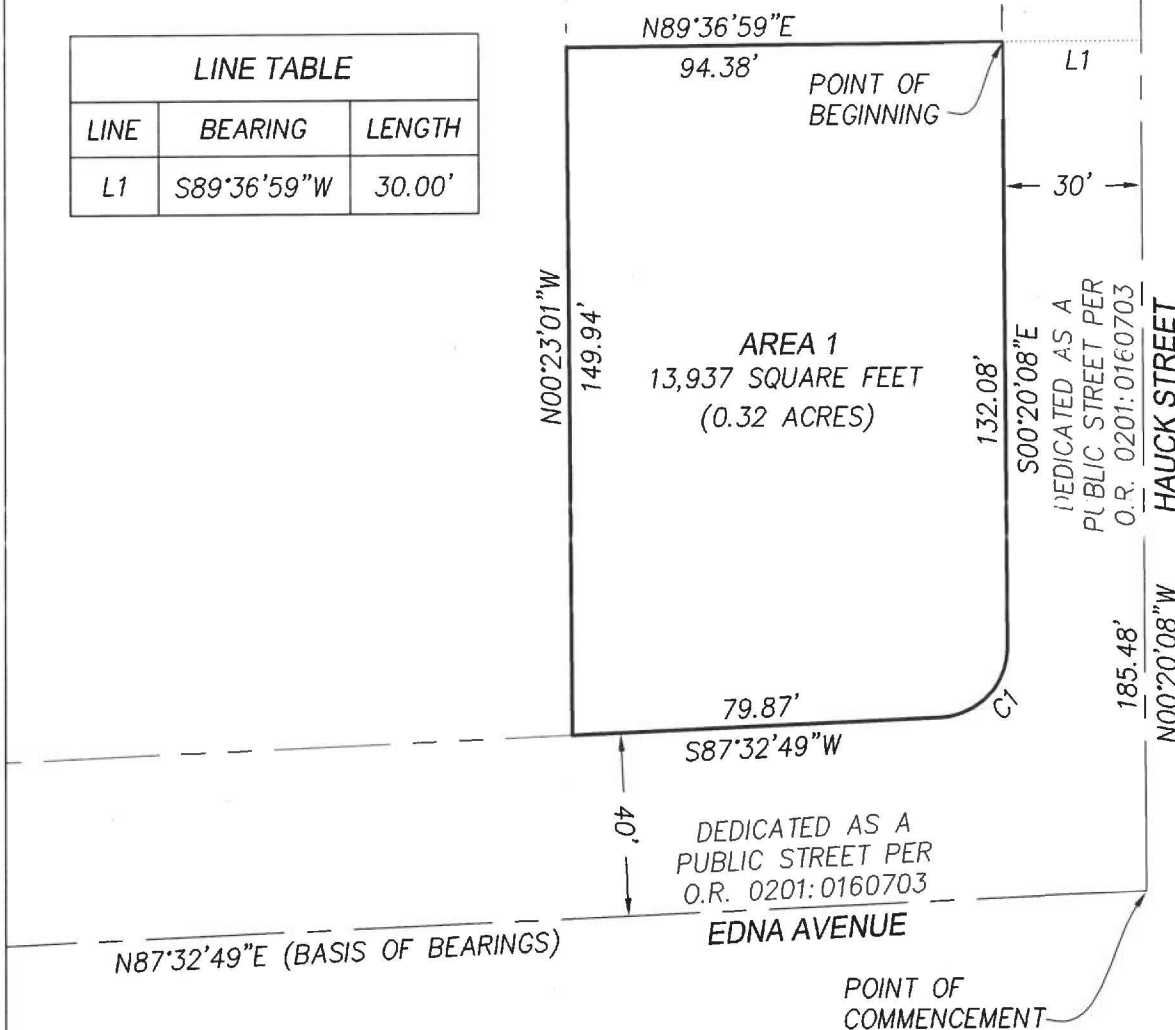 LINE TABLE
LINE BEARING LENGTH
L1 S89°36'59"W 30.00'
N89°36'59"E
94.38'
POINT OF
BEGINNING
L1
30'
N00°23'01"W
149.94'
AREA 1
13,937 SQUARE FEET
(0.32 ACRES)
132.08'
S00°20'08"E
DEDICATED AS A
PUBLIC STREET PER
O.R. 0201:0160703
HAUCK STREET
185.48'
N00°20'08"W
C1
79.87'
S87°32'49"W
40'
DEDICATED AS A
PUBLIC STREET PER
O.R. 0201:0160703
EDNA AVENUE
N87°32'49"E (BASIS OF BEARINGS)
POINT OF
COMMENCEMENT